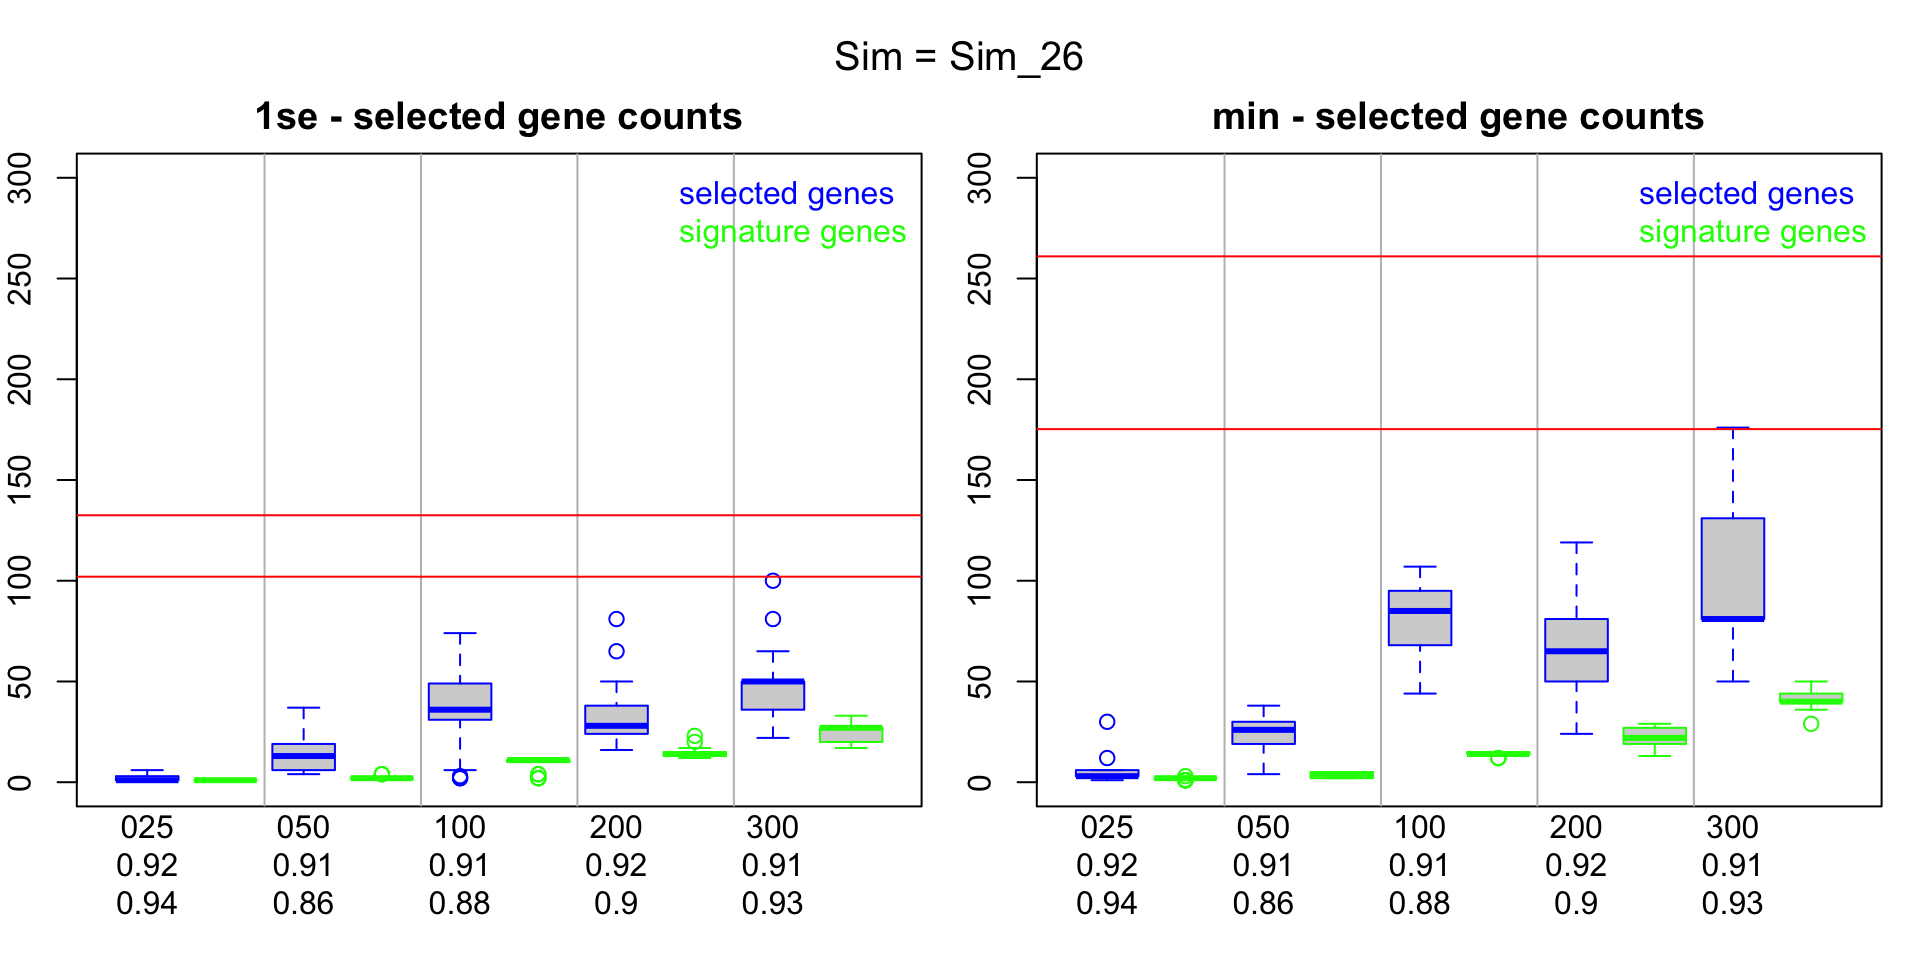 Sim = Sim_26
1se - selected gene counts
300
250
200
150
100
50
0
selected genes
signature genes
025 050 100 200 300
0.92 0.91 0.91 0.92 0.91
0.94 0.86 0.88 0.9 0.93
min - selected gene counts
300
250
200
150
100
50
0
selected genes
signature genes
025 050 100 200 300
0.92 0.91 0.91 0.92 0.91
0.94 0.86 0.88 0.9 0.93